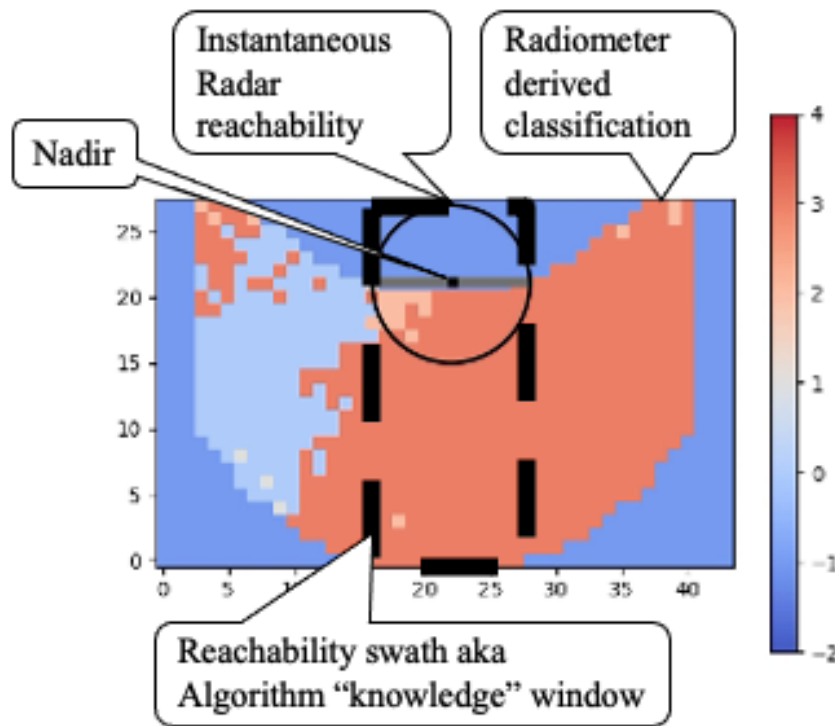 Instantaneous
Radar
reachability
Radiometer
derived
classification
Nadir
4
3
2
1
0
−1
−2
25
20
15
10
5
0
0
5
20
25
30
35
40
Reachability swath aka
Algorithm “knowledge” window